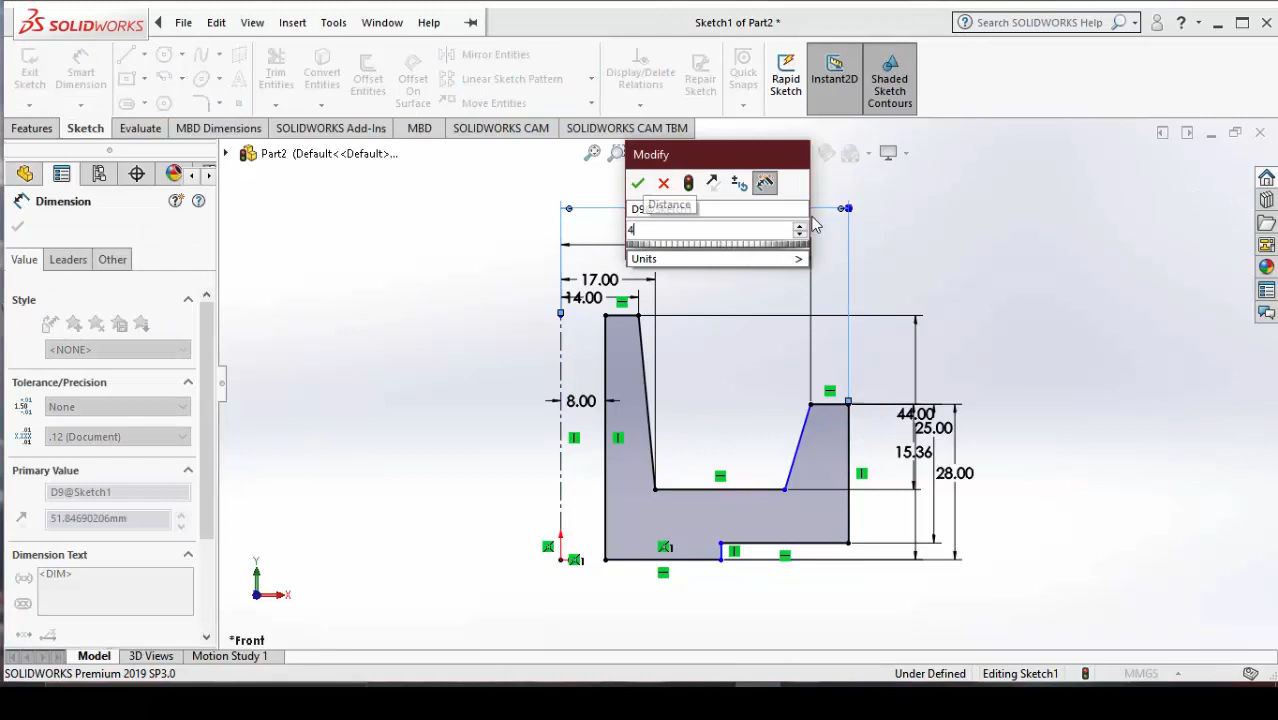 SOLIDWORKS File Edit View Insert Tools Window Help Sketch1 of Part2 * Search SOLIDWORKS Help ?
Exit Sketch
Smart Dimension
Trim Entities
Convert Entities
Offset Entities
Offset On Surface
Mirror Entities
Linear Sketch Pattern
Move Entities
Display/Delete Relations
Repair Sketch
Quick Snaps
Rapid Sketch
Instant2D
Shaded Sketch Contours
Features Sketch Evaluate MBD Dimensions SOLIDWORKS Add-Ins MBD SOLIDWORKS CAM SOLIDWORKS CAM TBM
Part2 (Default<<Default>...
Modify
Dimension
Distance
4
Value Leaders Other
Units >
17.00
14.00
Style
<NONE>
Tolerance/Precision
1.50 +.01 -.01
None
.12 (Document)
8.00
44.00
25.00
15.36
28.00
Primary Value
D9@Sketch1
51.84690206mm
Dimension Text
<DIM>
1
1
Y
X
*Front
Model 3D Views Motion Study 1
SOLIDWORKS Premium 2019 SP3.0 Under Defined Editing Sketch1 MMGS